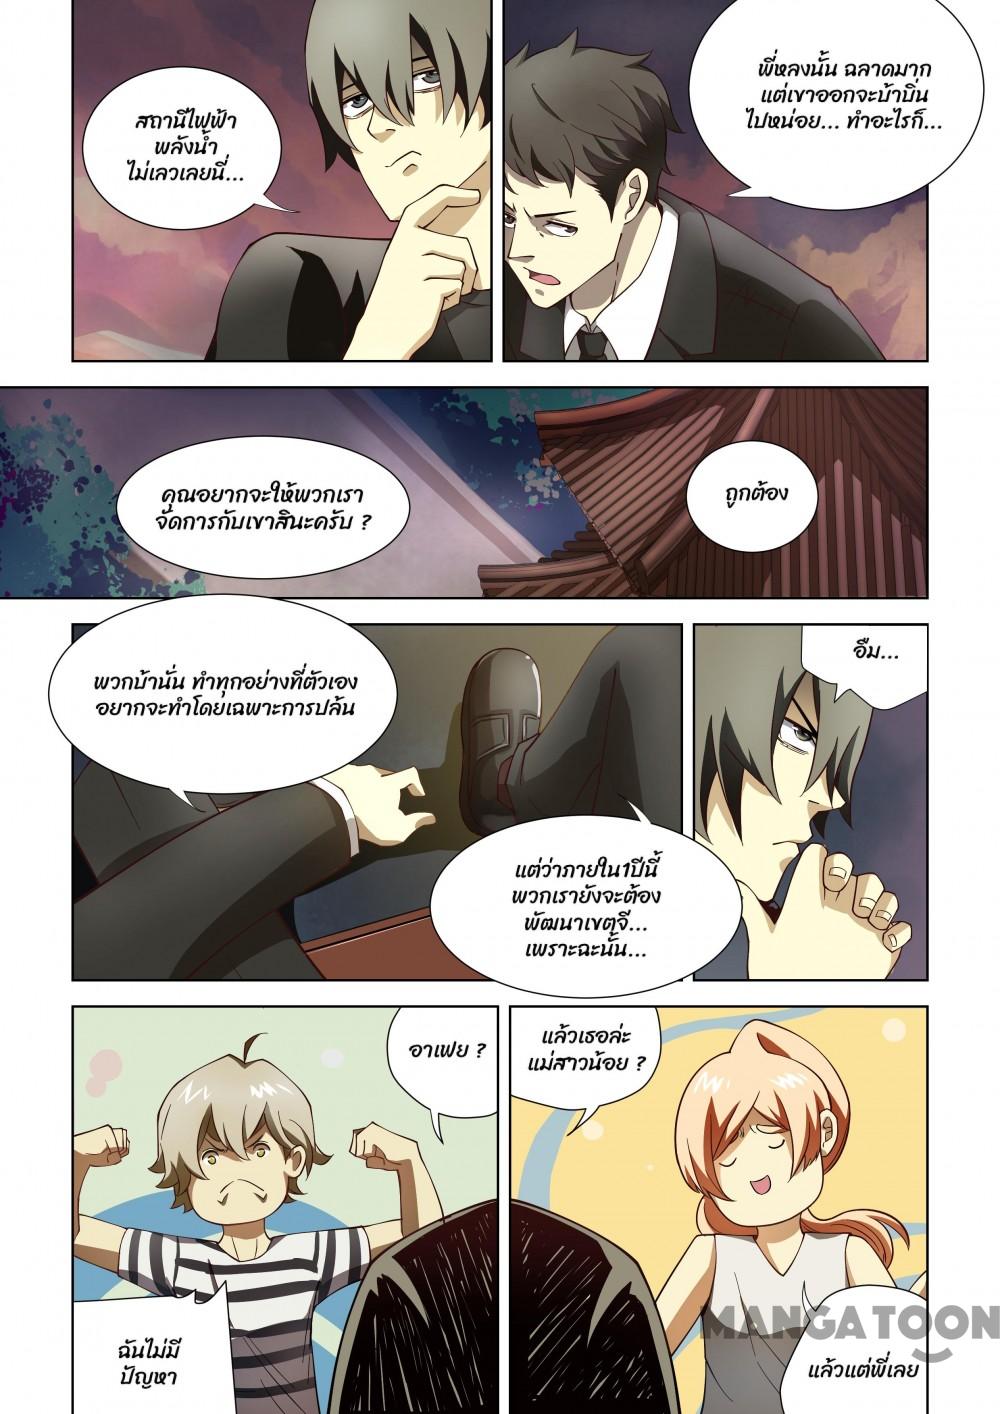 สถานีไฟฟ้า
พลังน้ำ
ไม่เลวเลยนี่...
พี่หลงนั้น ฉลาดมาก
แต่เขาออกจะบ้าบิ่น
ไปหน่อย... ทำอะไรก็...
คุณอยากจะให้พวกเรา
จัดการกับเขาสินะครับ ?
ถูกต้อง
พวกบ้านั่น ทำทุกอย่างที่ตัวเอง
อยากจะทำโดยเฉพาะการปล้น
อืม...
แต่ว่าภายใน1ปีนี้
พวกเรายังจะต้อง
พัฒนาเขตจี...
เพราะฉะนั้น...
อาเฟย ?
แล้วเธอล่ะ
แม่สาวน้อย ?
ฉันไม่มี
ปัญหา
แล้วแต่พี่เลย
MANGATOON